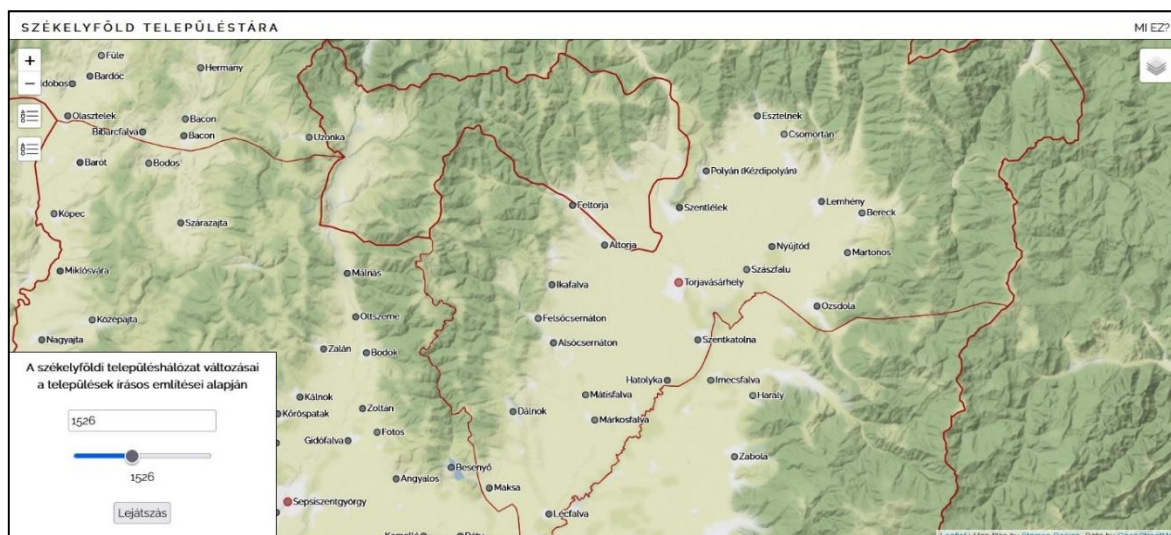 SZÉKELYFÖLD TELEPÜLÉSTÁRA
MI EZ?
+
−
Füle
Bardóc
Hermány
Olasztelek
Bacon
Bibarcfalva
Bacon
Uzonka
Barót
Bodos
Esztelnek
Csomortán
Polyán (Kézdipolyán)
Feltorja
Szentlélek
Lemhény
Bereck
Köpec
Szárazajta
Altorja
Nyújtód
Martonos
Miklósvára
Málnás
Szászfalu
Ikafalva
Torjavásárhely
Középajta
Oltszeme
Felsőcsernáton
Ozsdola
Nagyajta
Zalán
Bodok
Alsócsernáton
Szentkatolna
Hatolyka
Imecsfalva
Mátisfalva
Harály
Kálnok
Kőröspatak
Zoltán
Dálnok
Márkosfalva
Fotos
Gidófalva
Zabola
Besenyő
Angyalos
Maksa
Sepsiszentgyörgy
Lécfalva
A székelyföldi településhálózat változásai
a települések írásos említései alapján
1526
1526
Lejátszás